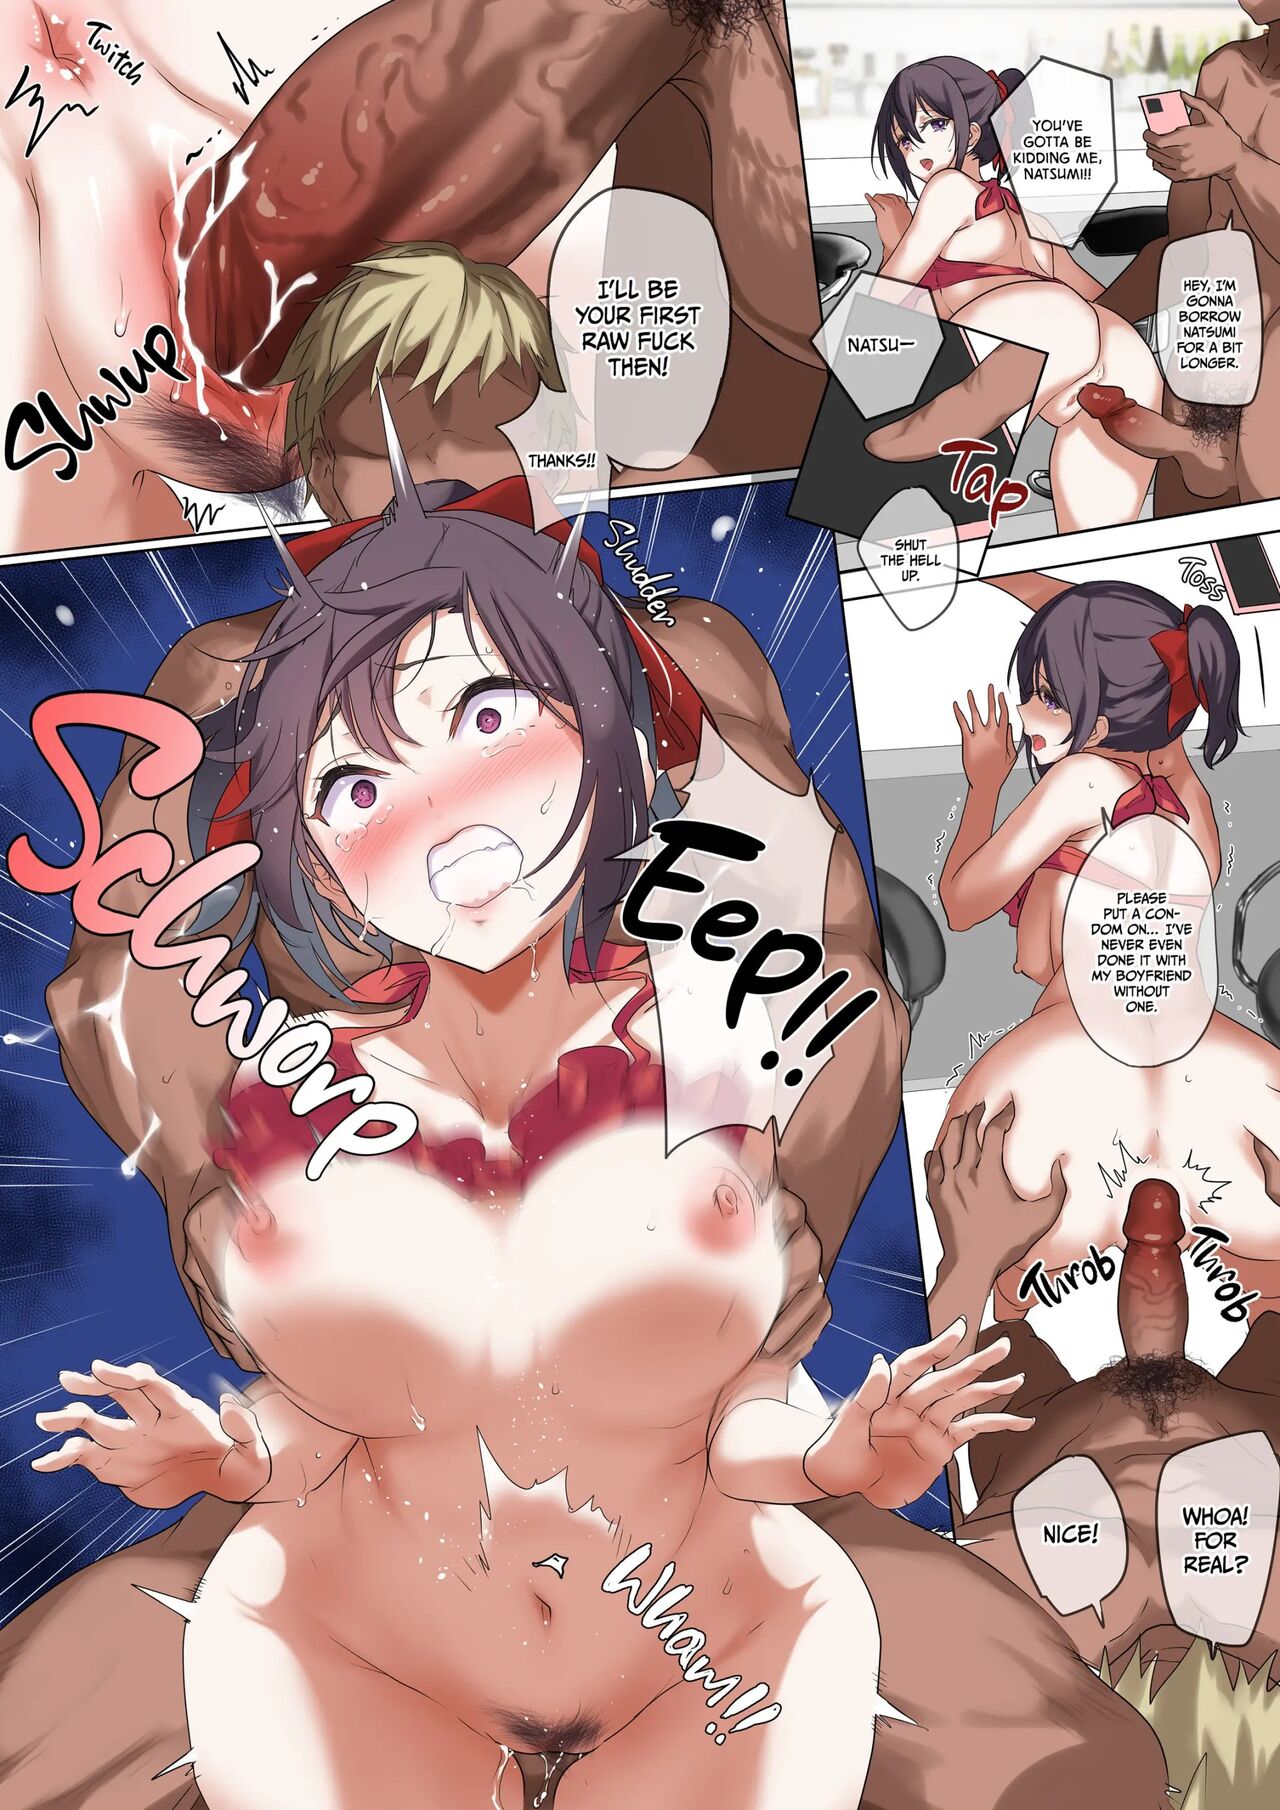 YOU'VE
GOTTA BE
KIDDING ME,
NATSUMI!!
HEY, I'M
GONNA
BORROW
NATSUMI
FOR A BIT
LONGER.
NATSU—
TAP
SHUT
THE HELL
UP.
TOSS
PLEASE
PUT A CON-
DOM ON... I'VE
NEVER EVEN
DONE IT WITH
MY BOYFRIEND
WITHOUT
ONE.
THROB
THROB
WHOA!
FOR
REAL?
NICE!
I'LL BE
YOUR FIRST
RAW FUCK
THEN!
THANKS!!
Twitch
Shwup
Shudder
Eep!!
Schworp
Wham!!